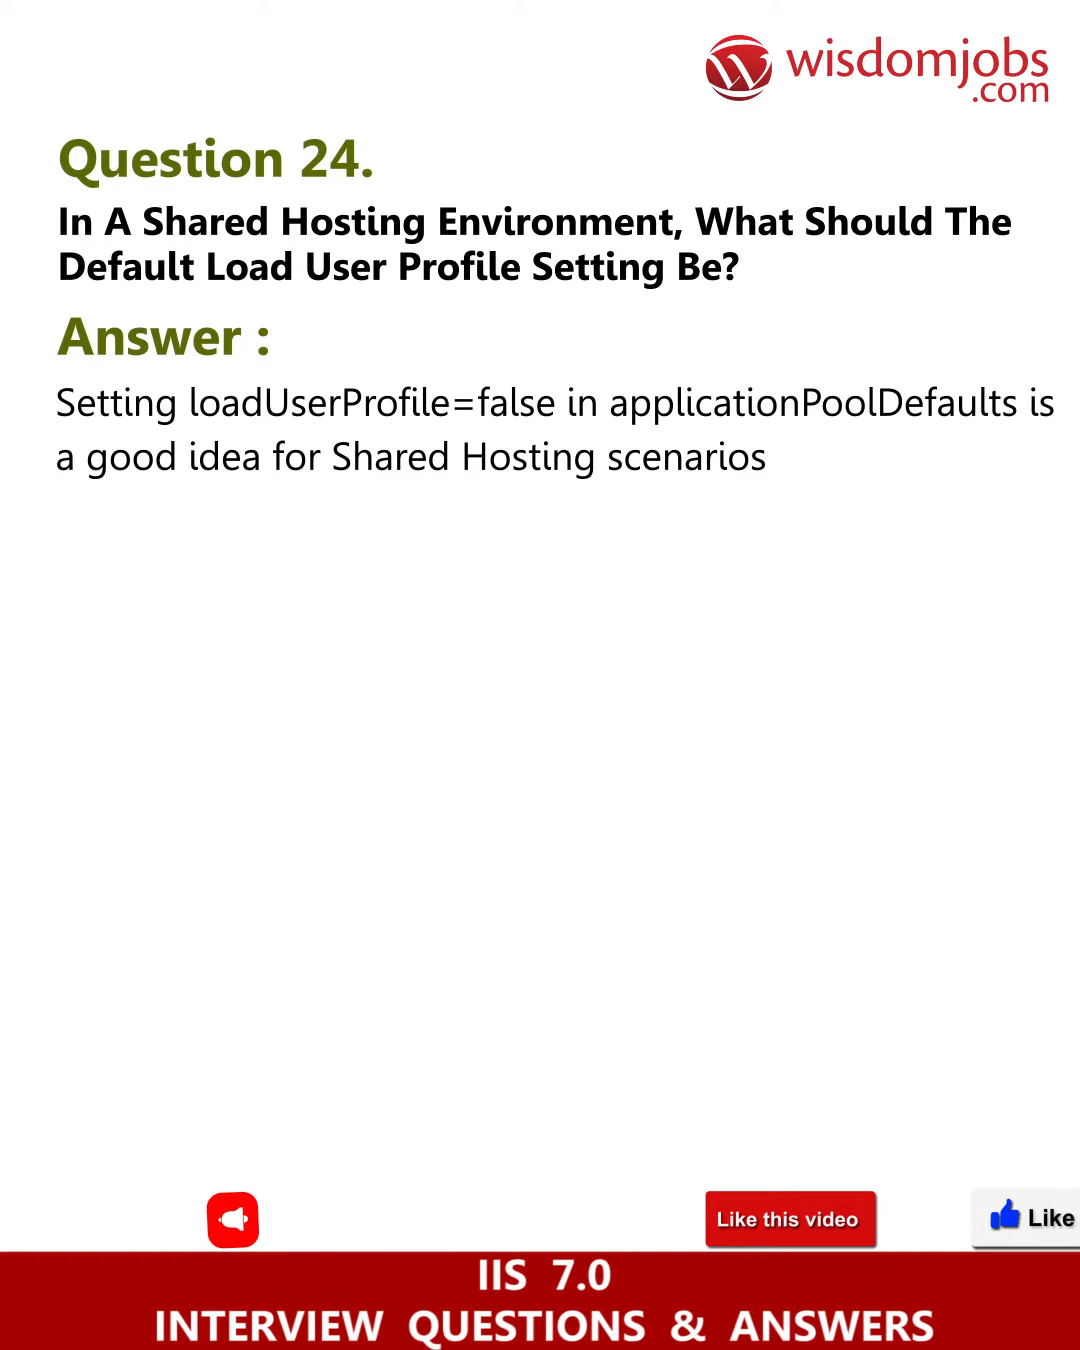 wisdomjobs
.com
Question 24.
In A Shared Hosting Environment, What Should The
Default Load User Profile Setting Be?
Answer :
Setting loadUserProfile=false in applicationPoolDefaults is
a good idea for Shared Hosting scenarios
Like this video
Like
IIS 7.0
INTERVIEW QUESTIONS & ANSWERS